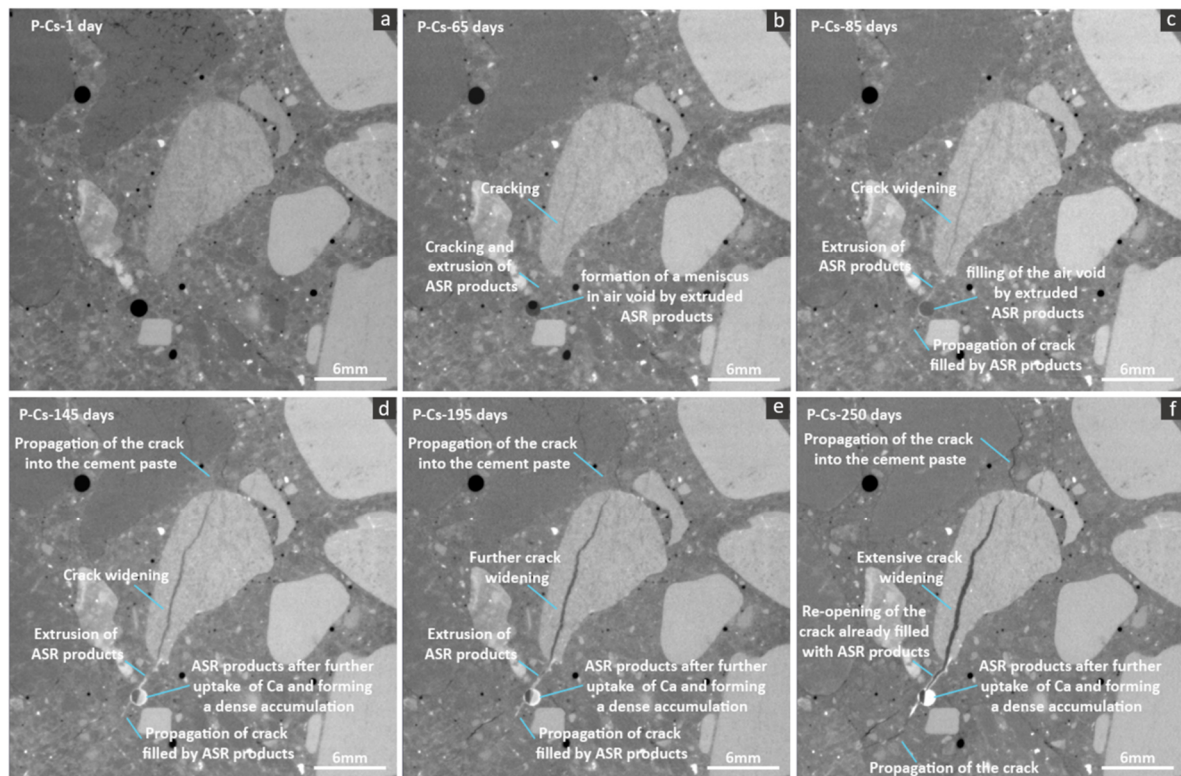 P-Cs-1 day
a
6mm
P-Cs-65 days
b
Cracking
Cracking and
extrusion of
ASR products
formation of a meniscus
in air void by extruded
ASR products
6mm
P-Cs-85 days
c
Crack widening
Extrusion of
ASR products
filling of the air void
by extruded
ASR products
Propagation of crack
filled by ASR products
6mm
P-Cs-145 days
d
Propagation of the crack
into the cement paste
Crack widening
Extrusion of
ASR products
ASR products after further
uptake of Ca and forming
a dense accumulation
Propagation of crack
filled by ASR products
6mm
P-Cs-195 days
e
Propagation of the crack
into the cement paste
Further crack
widening
Extrusion of
ASR products
ASR products after further
uptake of Ca and forming
a dense accumulation
Propagation of crack
filled by ASR products
6mm
P-Cs-250 days
f
Propagation of the crack
into the cement paste
Extensive crack
widening
Re-opening of the
crack already filled
with ASR products
ASR products after further
uptake of Ca and forming
a dense accumulation
Propagation of the crack
6mm